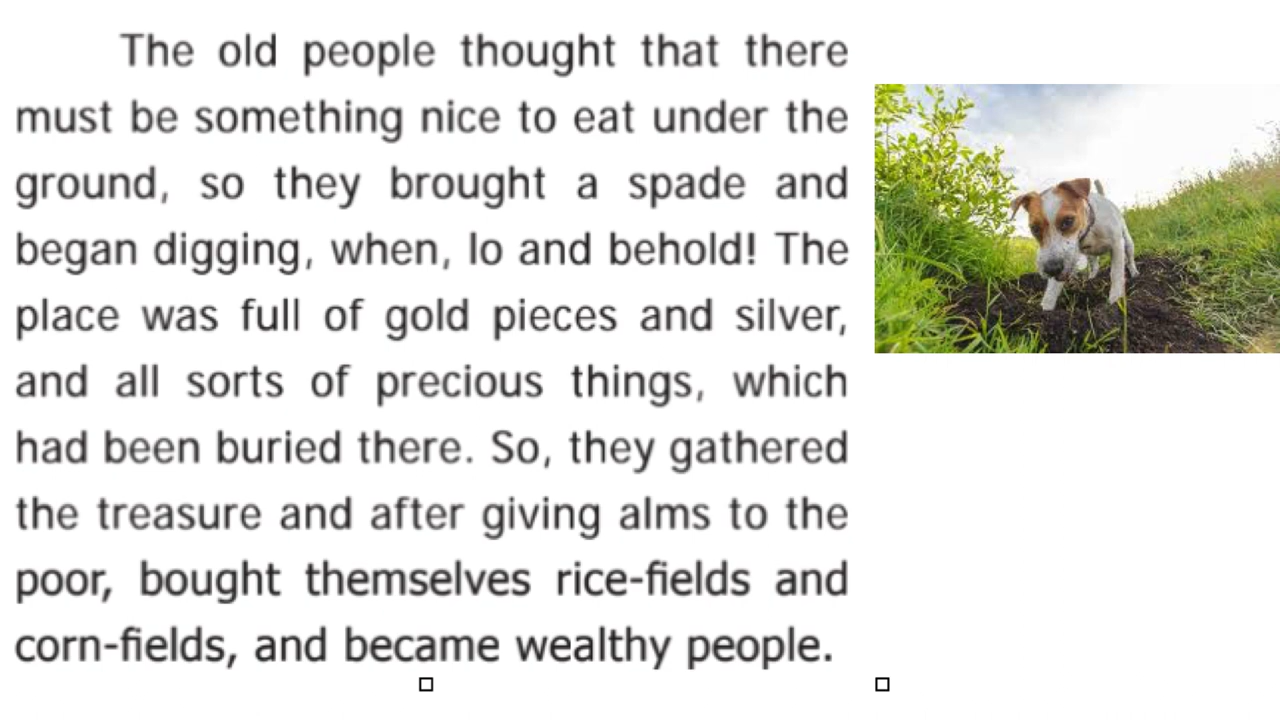 The old people thought that there
must be something nice to eat under the
ground, so they brought a spade and
began digging, when, lo and behold! The
place was full of gold pieces and silver,
and all sorts of precious things, which
had been buried there. So, they gathered
the treasure and after giving alms to the
poor, bought themselves rice-fields and
corn-fields, and became wealthy people.